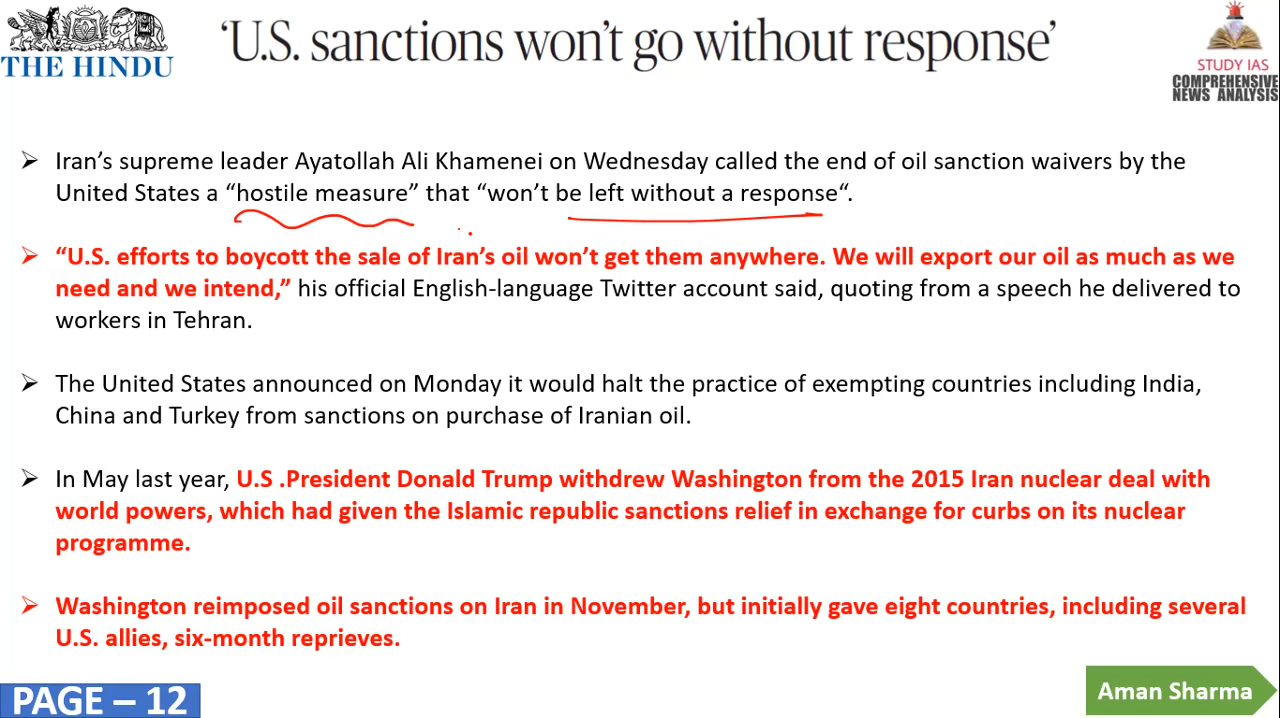 THE HINDU
‘U.S. sanctions won’t go without response’
STUDY IAS
COMPREHENSIVE
NEWS ANALYSIS
➢ Iran’s supreme leader Ayatollah Ali Khamenei on Wednesday called the end of oil sanction waivers by the
United States a “hostile measure” that “won’t be left without a response“.
➢ “U.S. efforts to boycott the sale of Iran’s oil won’t get them anywhere. We will export our oil as much as we
need and we intend,” his official English-language Twitter account said, quoting from a speech he delivered to
workers in Tehran.
➢ The United States announced on Monday it would halt the practice of exempting countries including India,
China and Turkey from sanctions on purchase of Iranian oil.
➢ In May last year, U.S .President Donald Trump withdrew Washington from the 2015 Iran nuclear deal with
world powers, which had given the Islamic republic sanctions relief in exchange for curbs on its nuclear
programme.
➢ Washington reimposed oil sanctions on Iran in November, but initially gave eight countries, including several
U.S. allies, six-month reprieves.
PAGE – 12
Aman Sharma